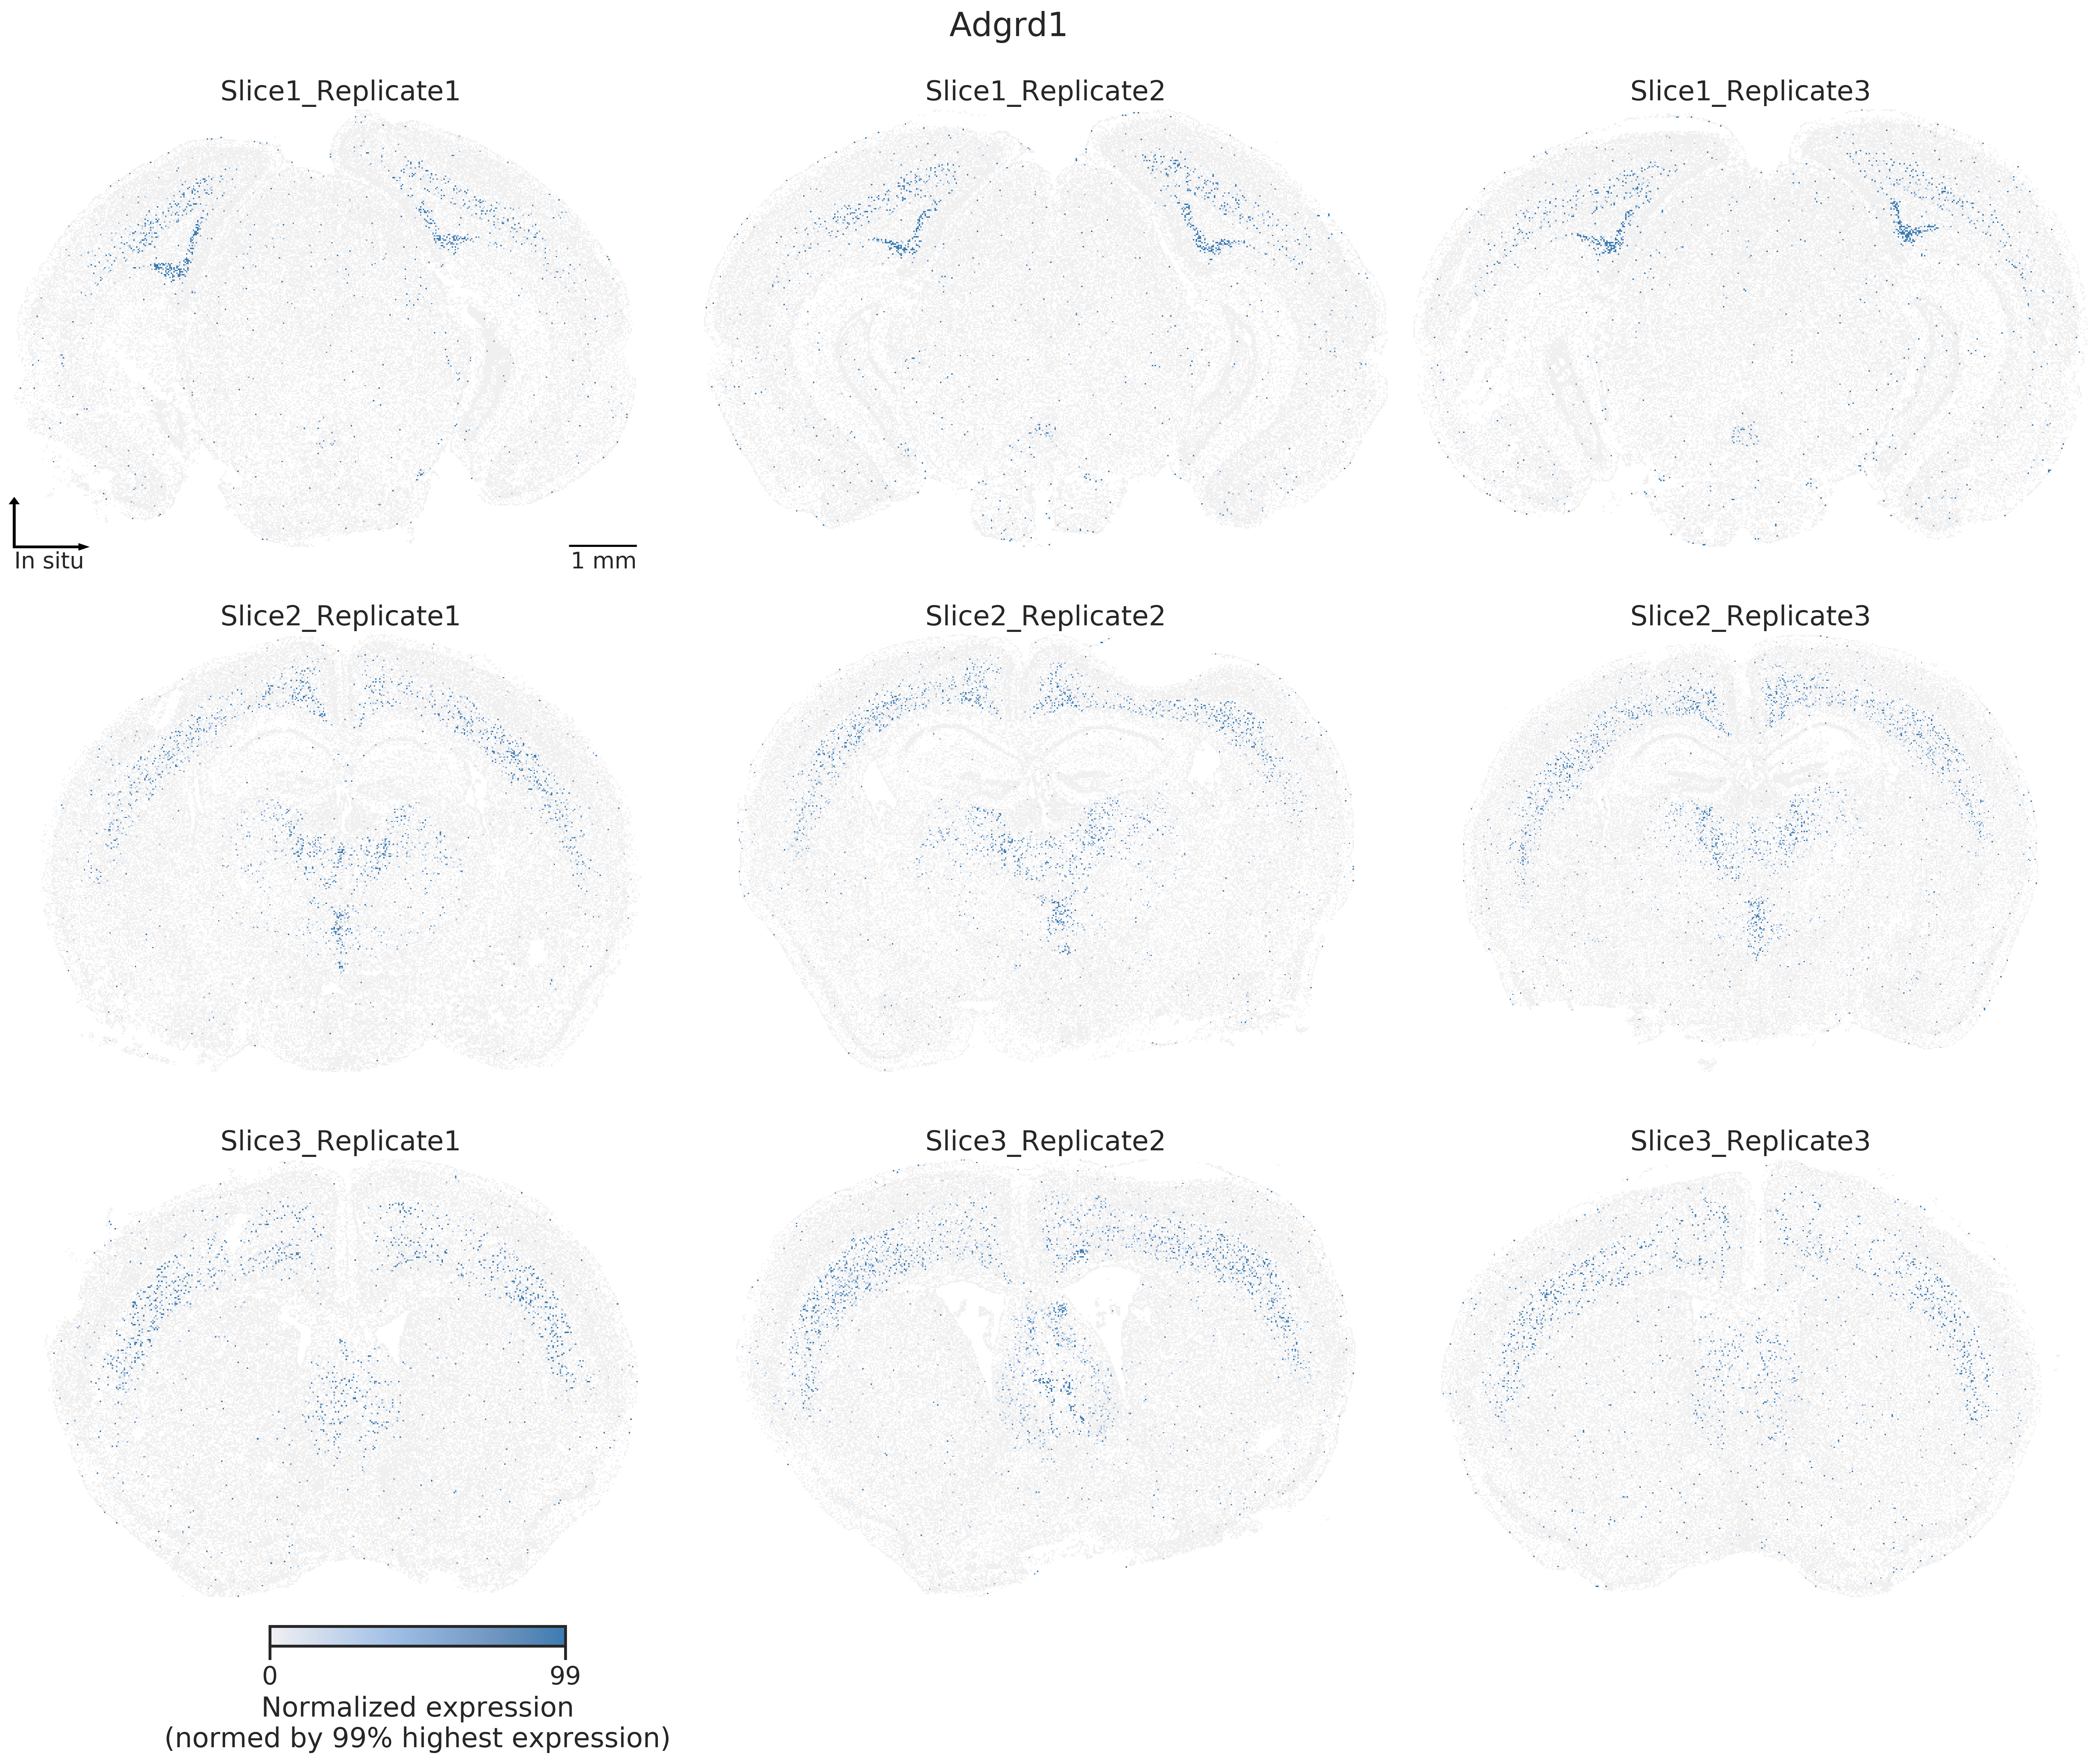 Adgrd1
Slice1_Replicate1
Slice1_Replicate2
Slice1_Replicate3
In situ
1 mm
Slice2_Replicate1
Slice2_Replicate2
Slice2_Replicate3
Slice3_Replicate1
Slice3_Replicate2
Slice3_Replicate3
0
99
Normalized expression
(normed by 99% highest expression)